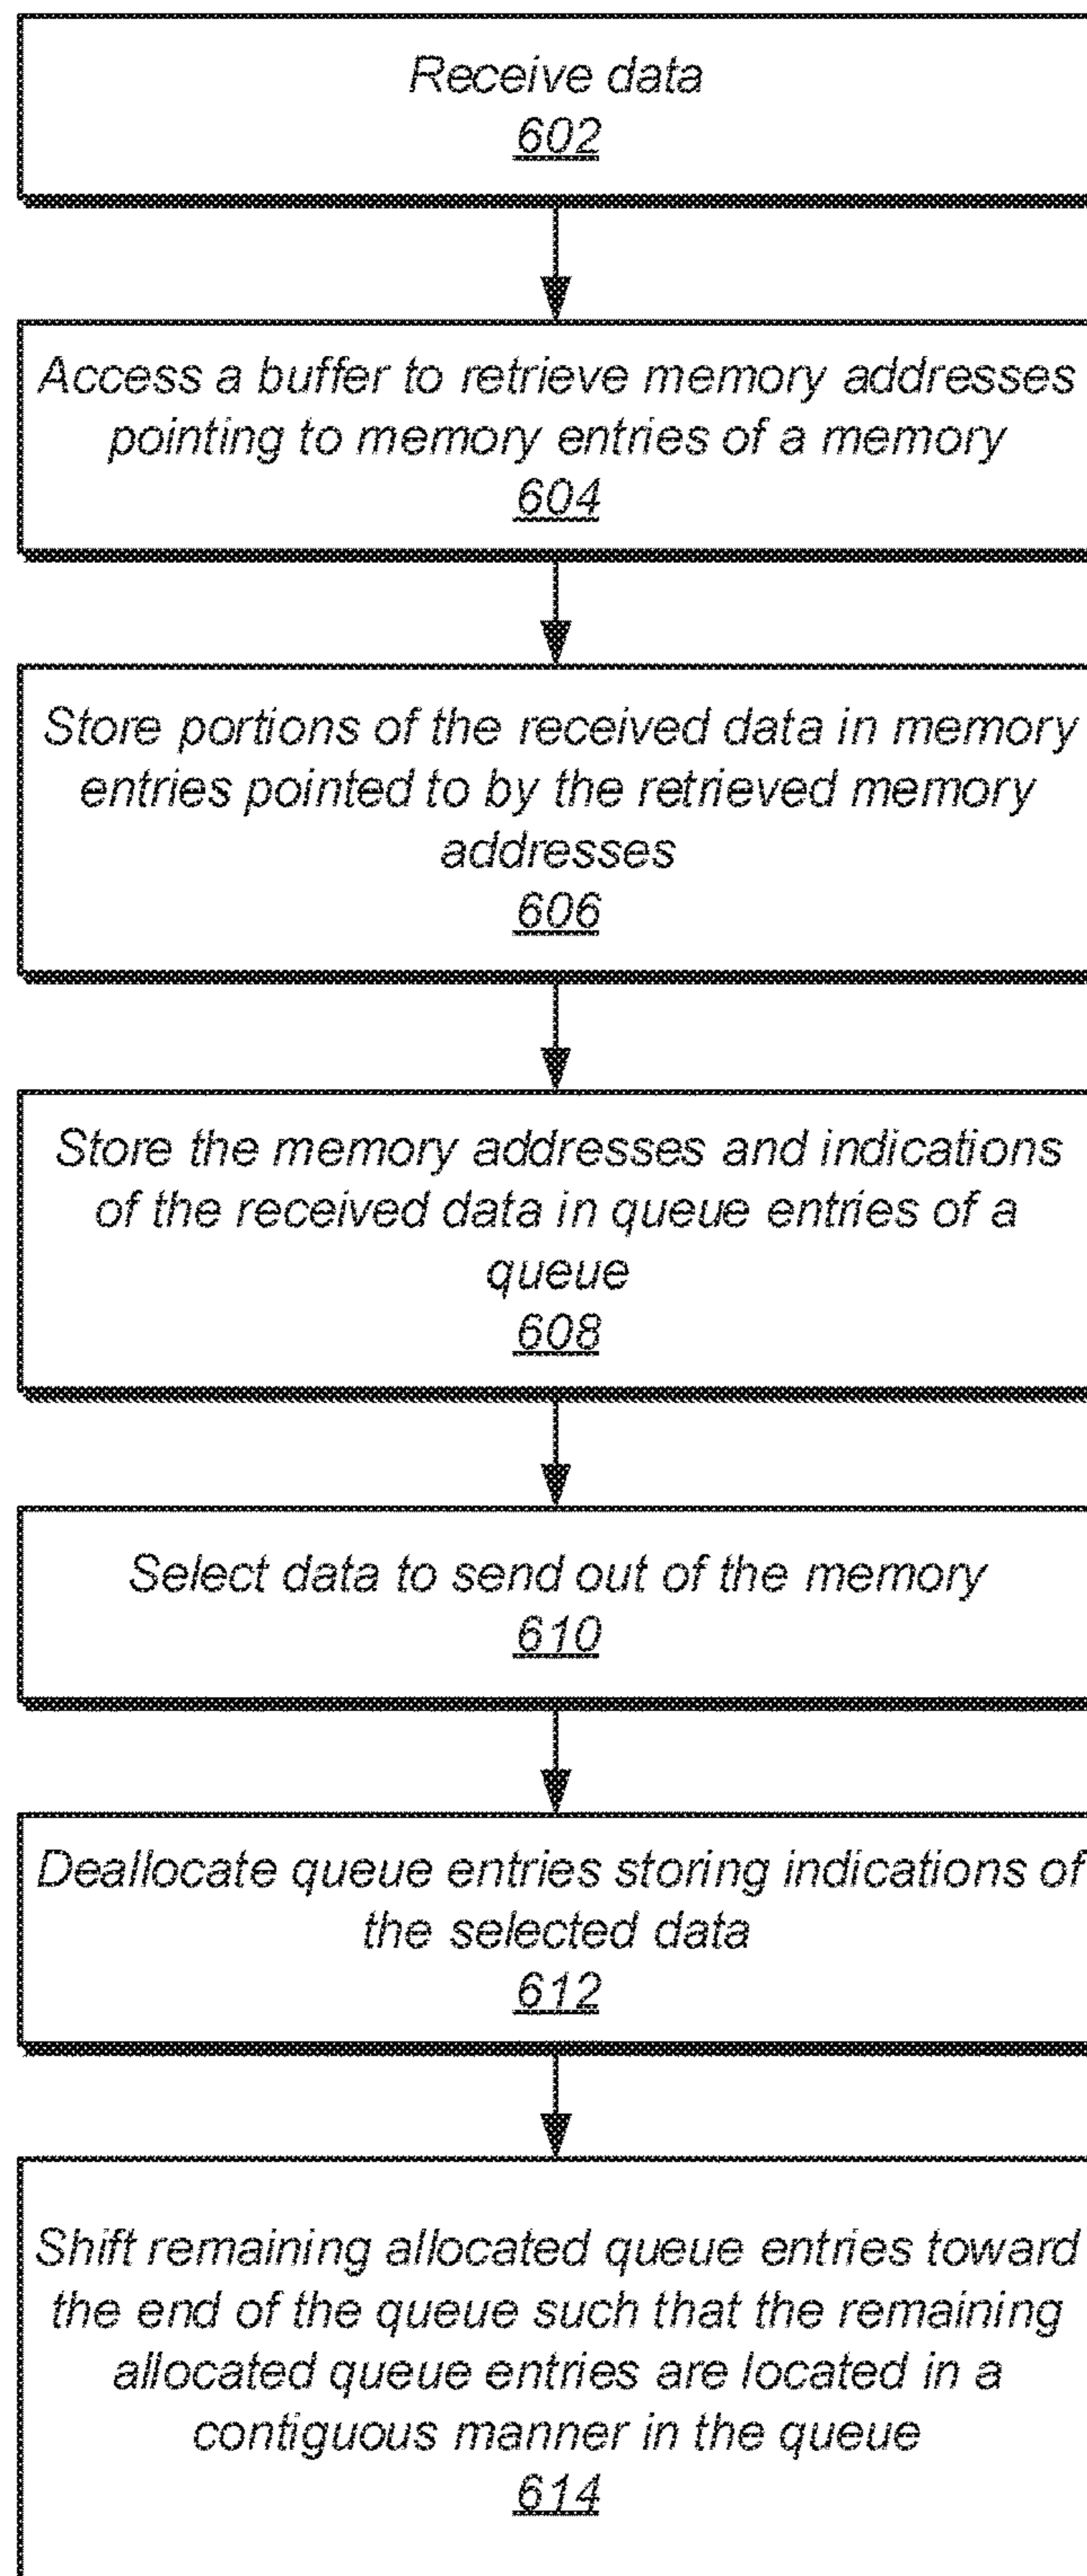 Receive data
602
Access a buffer to retrieve memory addresses
pointing to memory entries of a memory
604
Store portions of the received data in memory
entries pointed to by the retrieved memory
addresses
606
Store the memory addresses and indications
of the received data in queue entries of a
queue
608
Select data to send out of the memory
610
Deallocate queue entries storing indications of
the selected data
612
Shift remaining allocated queue entries toward
the end of the queue such that the remaining
allocated queue entries are located in a
contiguous manner in the queue
614